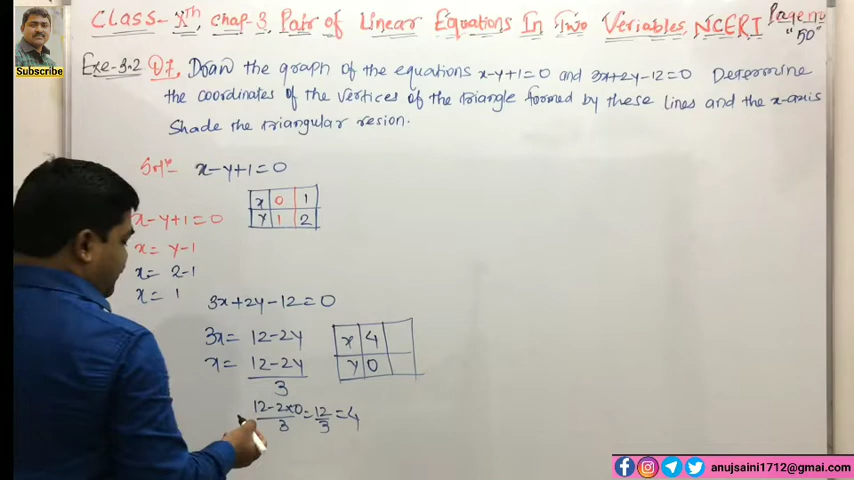 Class-Xth Chap-3 Pair of Linear Equations In Two Variables, NCERT Page no "50"
Subscribe
Exe-3.2 Q7, Draw the graph of the equations x-y+1=0 and 3x+2y-12=0 Determine
the coordinates of the vertices of the triangle formed by these lines and the x-axis
Shade the triangular resion.
Solⁿ x-y+1=0
x 0 1
y 1 2
x-y+1=0
x= y-1
x= 2-1
x= 1
3x+2y-12=0
3x= 12-2y
x= 12-2y / 3
x 4
y 0
12-2×0 / 3 = 12/3 = 4
anujsaini1712@gmai.com